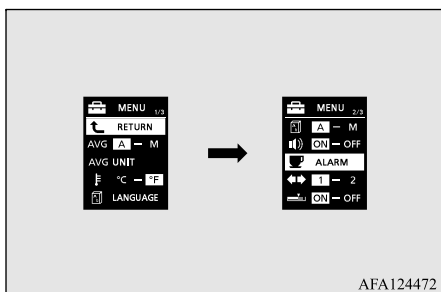 MENU 1/3
RETURN
AVG A – M
AVG UNIT
°C – °F
LANGUAGE
MENU 2/3
A – M
ON – OFF
ALARM
1 – 2
ON – OFF
AFA124472